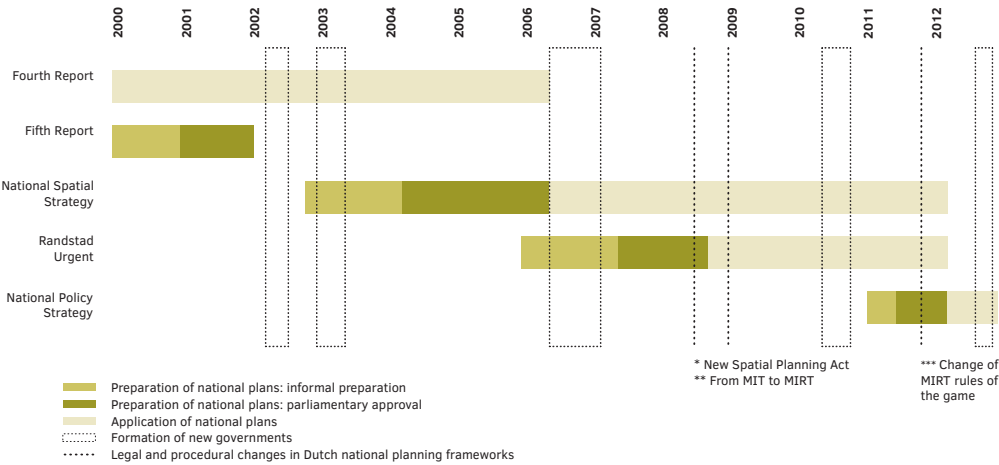 2000 2001 2002 2003 2004 2005 2006 2007 2008 2009 2010 2011 2012
Fourth Report
Fifth Report
National Spatial
Strategy
Randstad
Urgent
National Policy
Strategy
* New Spatial Planning Act
** From MIT to MIRT
*** Change of
MIRT rules of
the game
Preparation of national plans: informal preparation
Preparation of national plans: parliamentary approval
Application of national plans
Formation of new governments
Legal and procedural changes in Dutch national planning frameworks